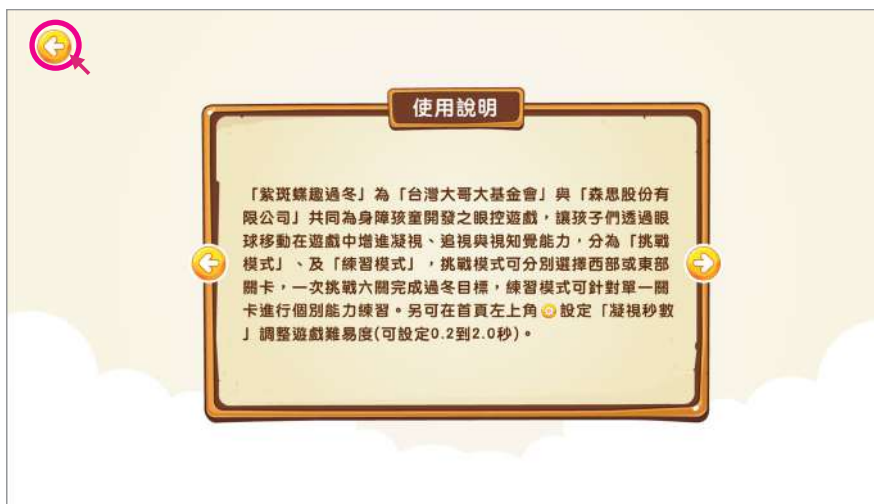 使用說明
「紫斑蝶趣過冬」為「台灣大哥大基金會」與「森思股份有
限公司」共同為身障孩童開發之眼控遊戲，讓孩子們透過眼
球移動在遊戲中增進凝視、追視與視知覺能力，分為「挑戰
模式」、及「練習模式」，挑戰模式可分別選擇西部或東部
關卡，一次挑戰六關完成過冬目標，練習模式可針對單一關
卡進行個別能力練習。另可在首頁左上角設定「凝視秒數
」調整遊戲難易度(可設定0.2到2.0秒)。